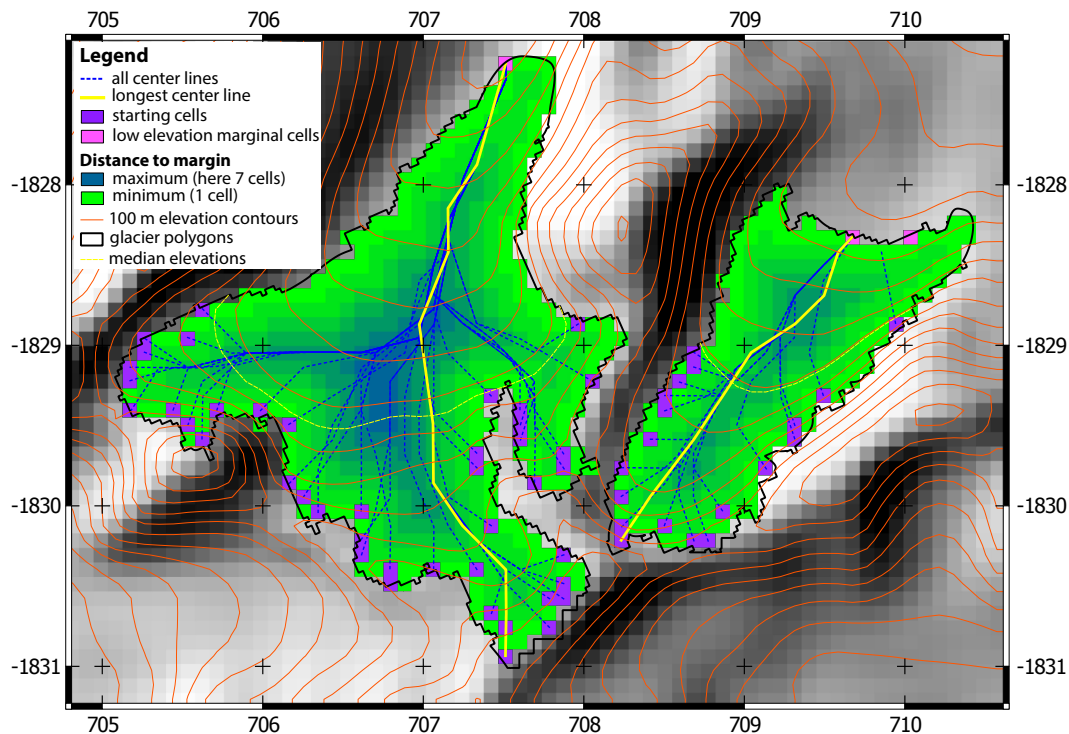 705 706 707 708 709 710
Legend
all center lines
longest center line
starting cells
low elevation marginal cells
Distance to margin
maximum (here 7 cells)
minimum (1 cell)
100 m elevation contours
glacier polygons
median elevations
-1828 -1828
-1829 -1829
-1830 -1830
-1831 -1831
705 706 707 708 709 710